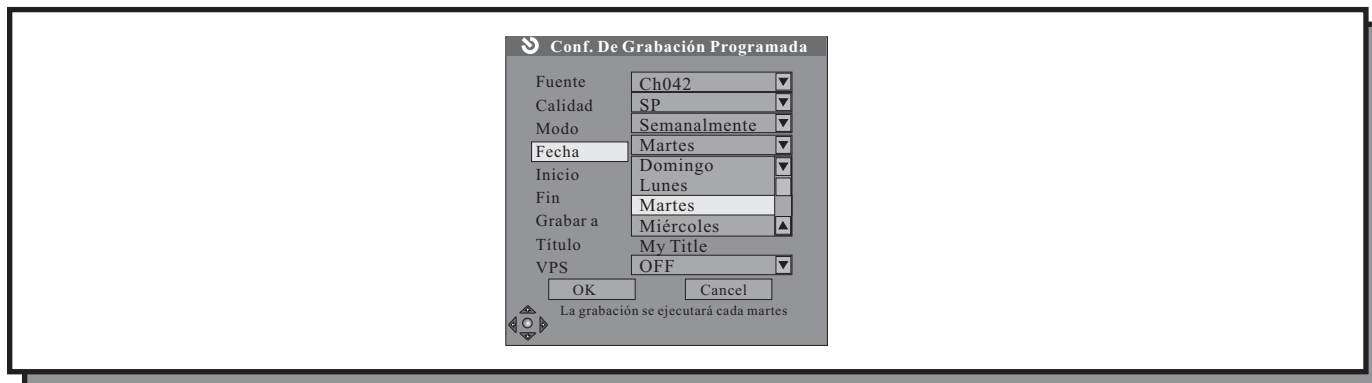 Conf. De Grabación Programada
Fuente Ch042
Calidad SP
Modo Semanalmente
Fecha Martes
Domingo
Inicio Lunes
Fin Martes
Grabar a Miércoles
Título My Title
VPS OFF
OK Cancel
La grabación se ejecutará cada martes